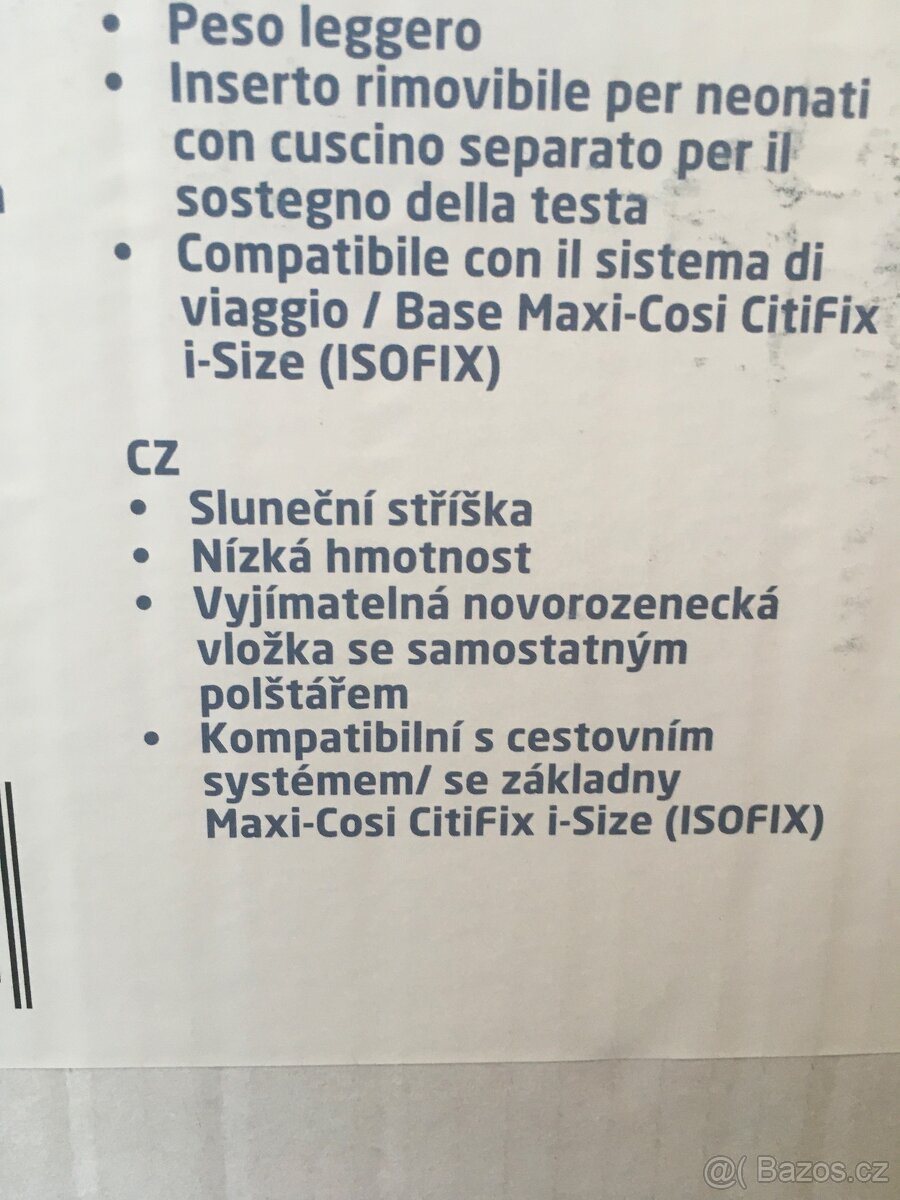 • Peso leggero
• Inserto rimovibile per neonati
con cuscino separato per il
sostegno della testa
• Compatibile con il sistema di
viaggio / Base Maxi-Cosi CitiFix
i-Size (ISOFIX)
CZ
• Sluneční stříška
• Nízká hmotnost
• Vyjímatelná novorozenecká
vložka se samostatným
polštářem
• Kompatibilní s cestovním
systémem/ se základny
Maxi-Cosi CitiFix i-Size (ISOFIX)
@( Bazos.cz